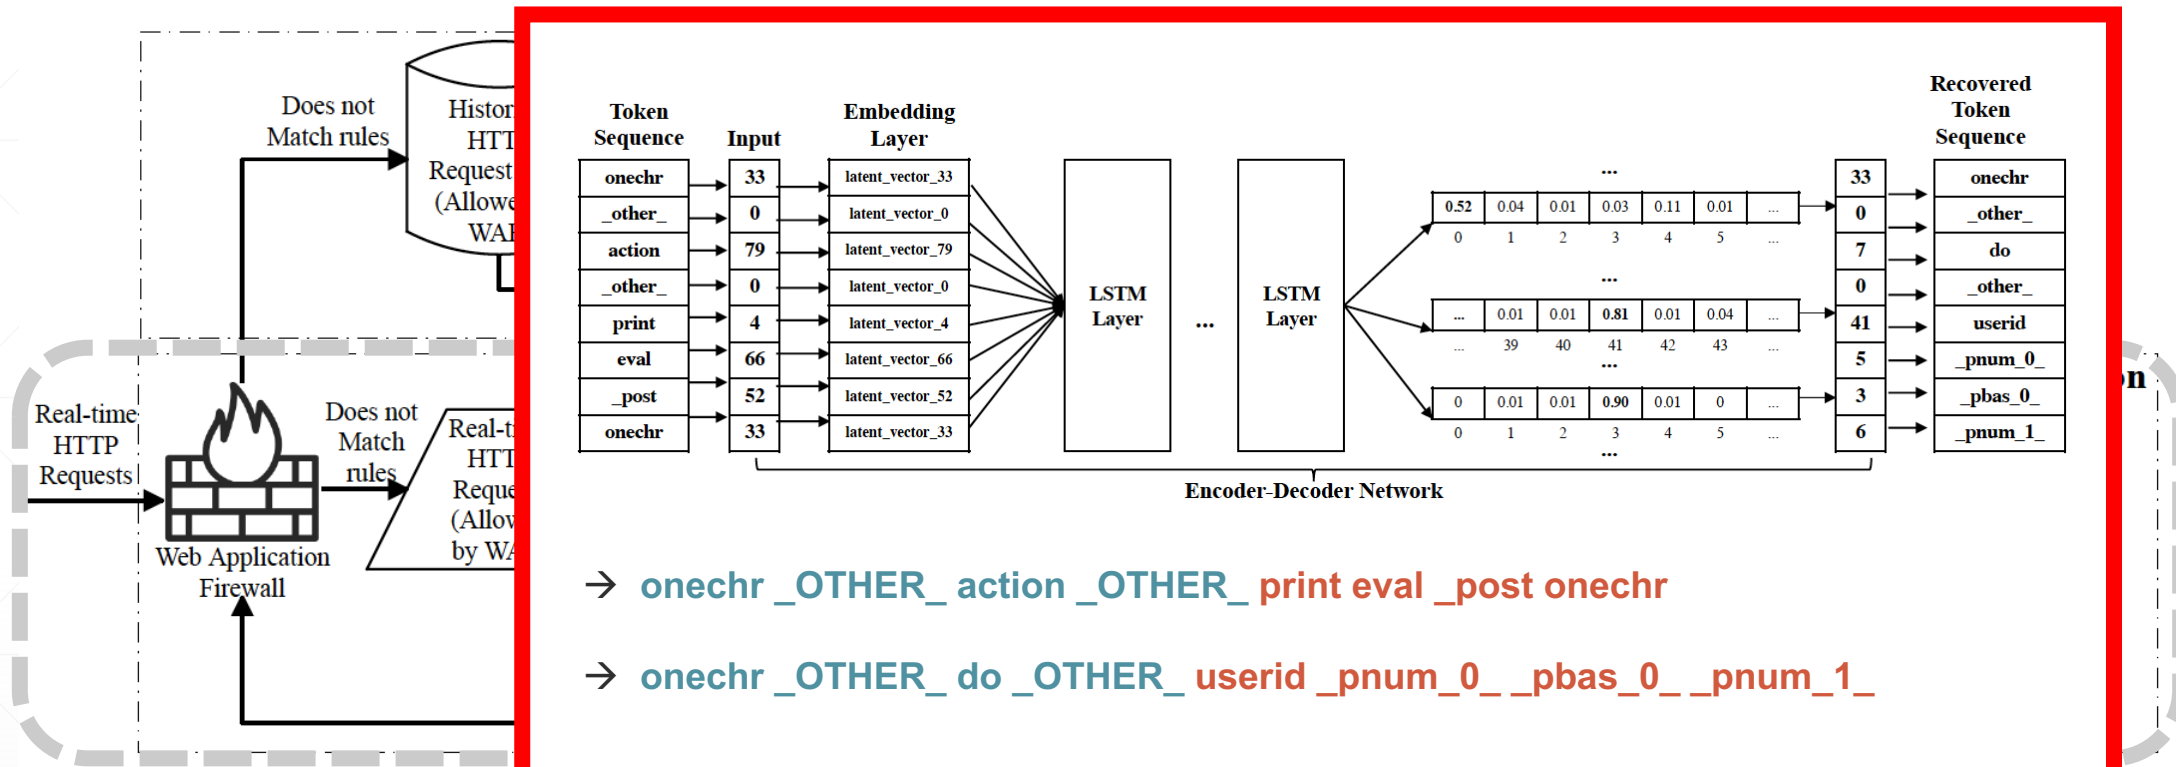 Does not
Match rules
HTT
Request
WA
Real-time
HTTP
Requests
Does not
Match
rules
HTT
Reque
by WA
Web Application
Firewall
Token
Sequence
Input
Embedding
Layer
Recovered
Token
Sequence
onechr
33
latent_vector_33
_other_
0
latent_vector_0
action
79
latent_vector_79
_other_
0
latent_vector_0
print
4
latent_vector_4
eval
66
latent_vector_66
_post
52
latent_vector_52
onechr
33
latent_vector_33
LSTM
Layer
...
LSTM
Layer
...
0.52 0.04 0.01 0.03 0.11 0.01 ...
0 1 2 3 4 5 ...
...
... 0.01 0.01 0.81 0.01 0.04 ...
... 39 40 41 42 43 ...
...
0 0.01 0.01 0.90 0.01 0 ...
0 1 2 3 4 5 ...
...
33 onechr
0 _other_
7 do
0 _other_
41 userid
5 _pnum_0_
3 _pbas_0_
6 _pnum_1_
Encoder-Decoder Network
→ onechr _OTHER_ action _OTHER_ print eval _post onechr
→ onechr _OTHER_ do _OTHER_ userid _pnum_0_ _pbas_0_ _pnum_1_